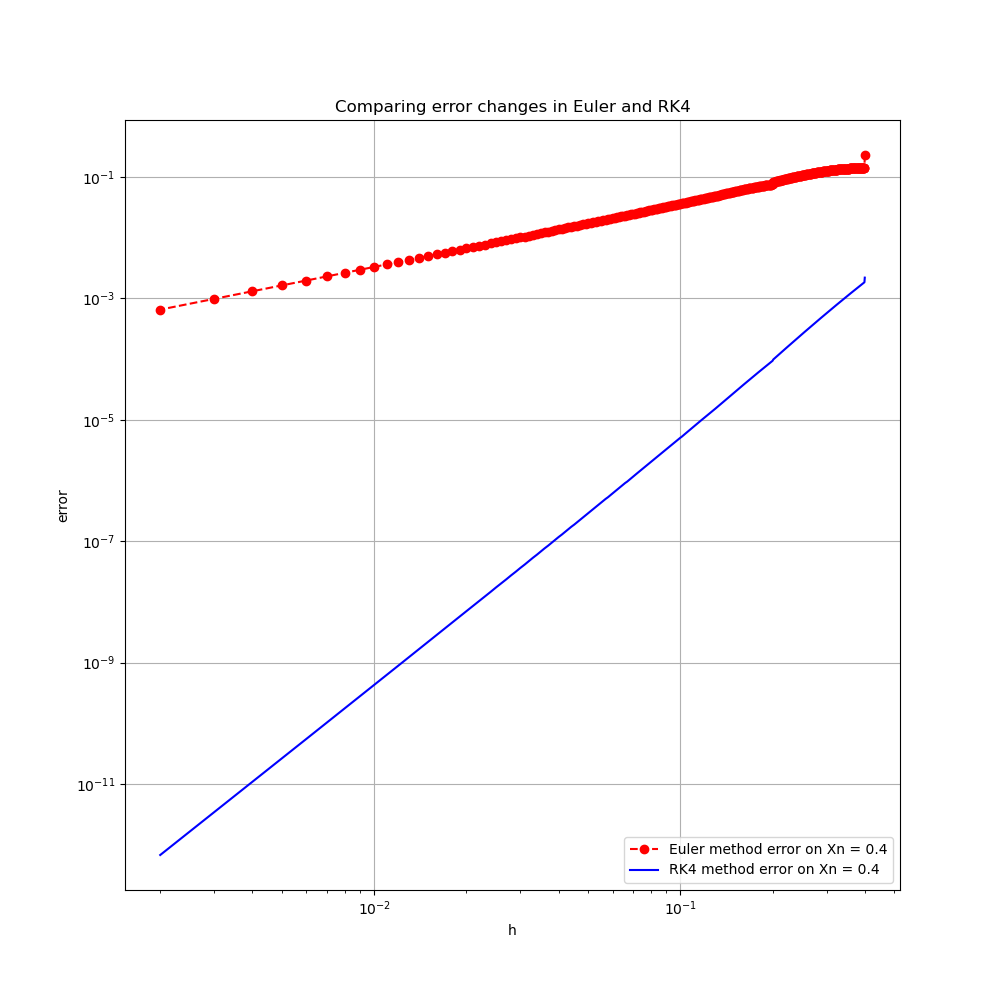 Comparing error changes in Euler and RK4
10⁻¹
10⁻³
10⁻⁵
10⁻⁷
10⁻⁹
10⁻¹¹
error
Euler method error on Xn = 0.4
RK4 method error on Xn = 0.4
10⁻²
10⁻¹
h